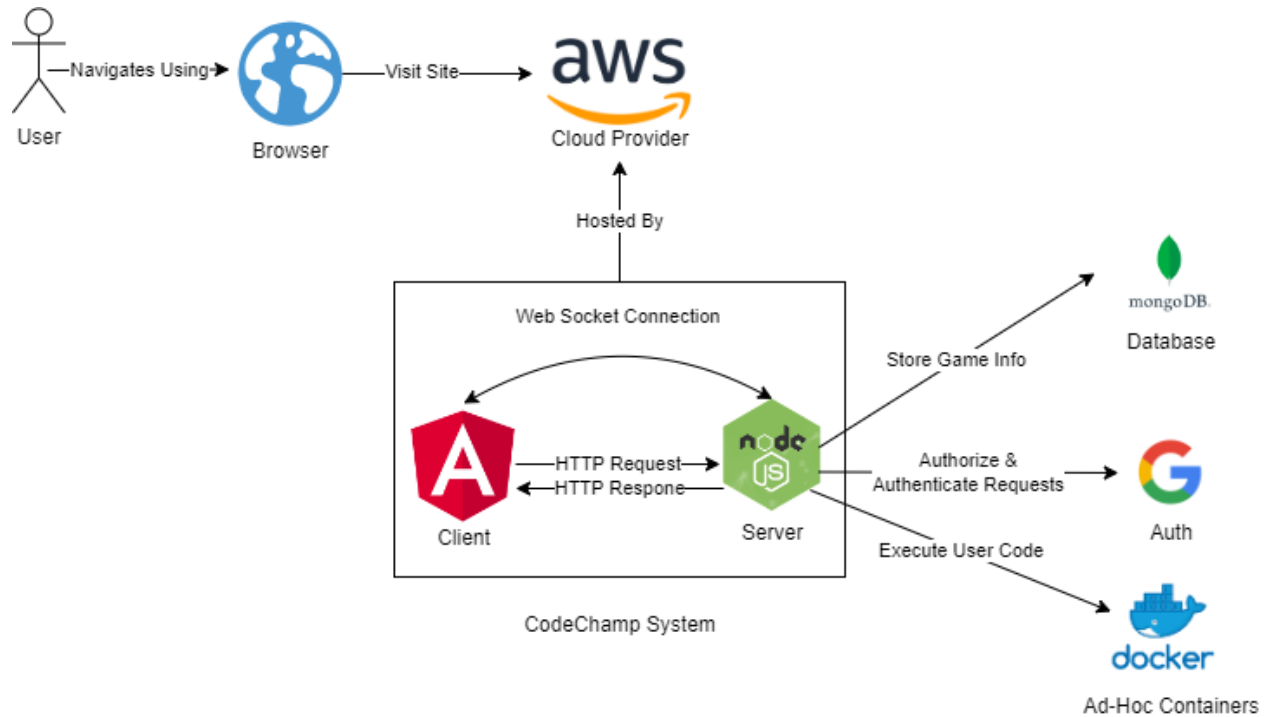 Navigates Using
Visit Site
aws
User
Browser
Cloud Provider
Hosted By
Web Socket Connection
mongoDB.
Database
Store Game Info
node
JS
HTTP Request
HTTP Respone
Client
Server
Authorize &
Authenticate Requests
Auth
Execute User Code
CodeChamp System
docker
Ad-Hoc Containers